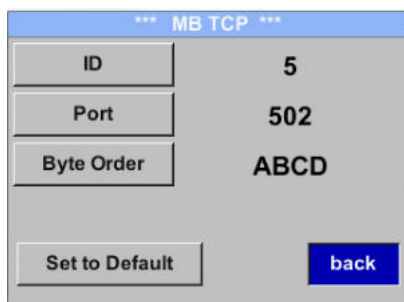 *** MB TCP ***
ID 5
Port 502
Byte Order ABCD
Set to Default back